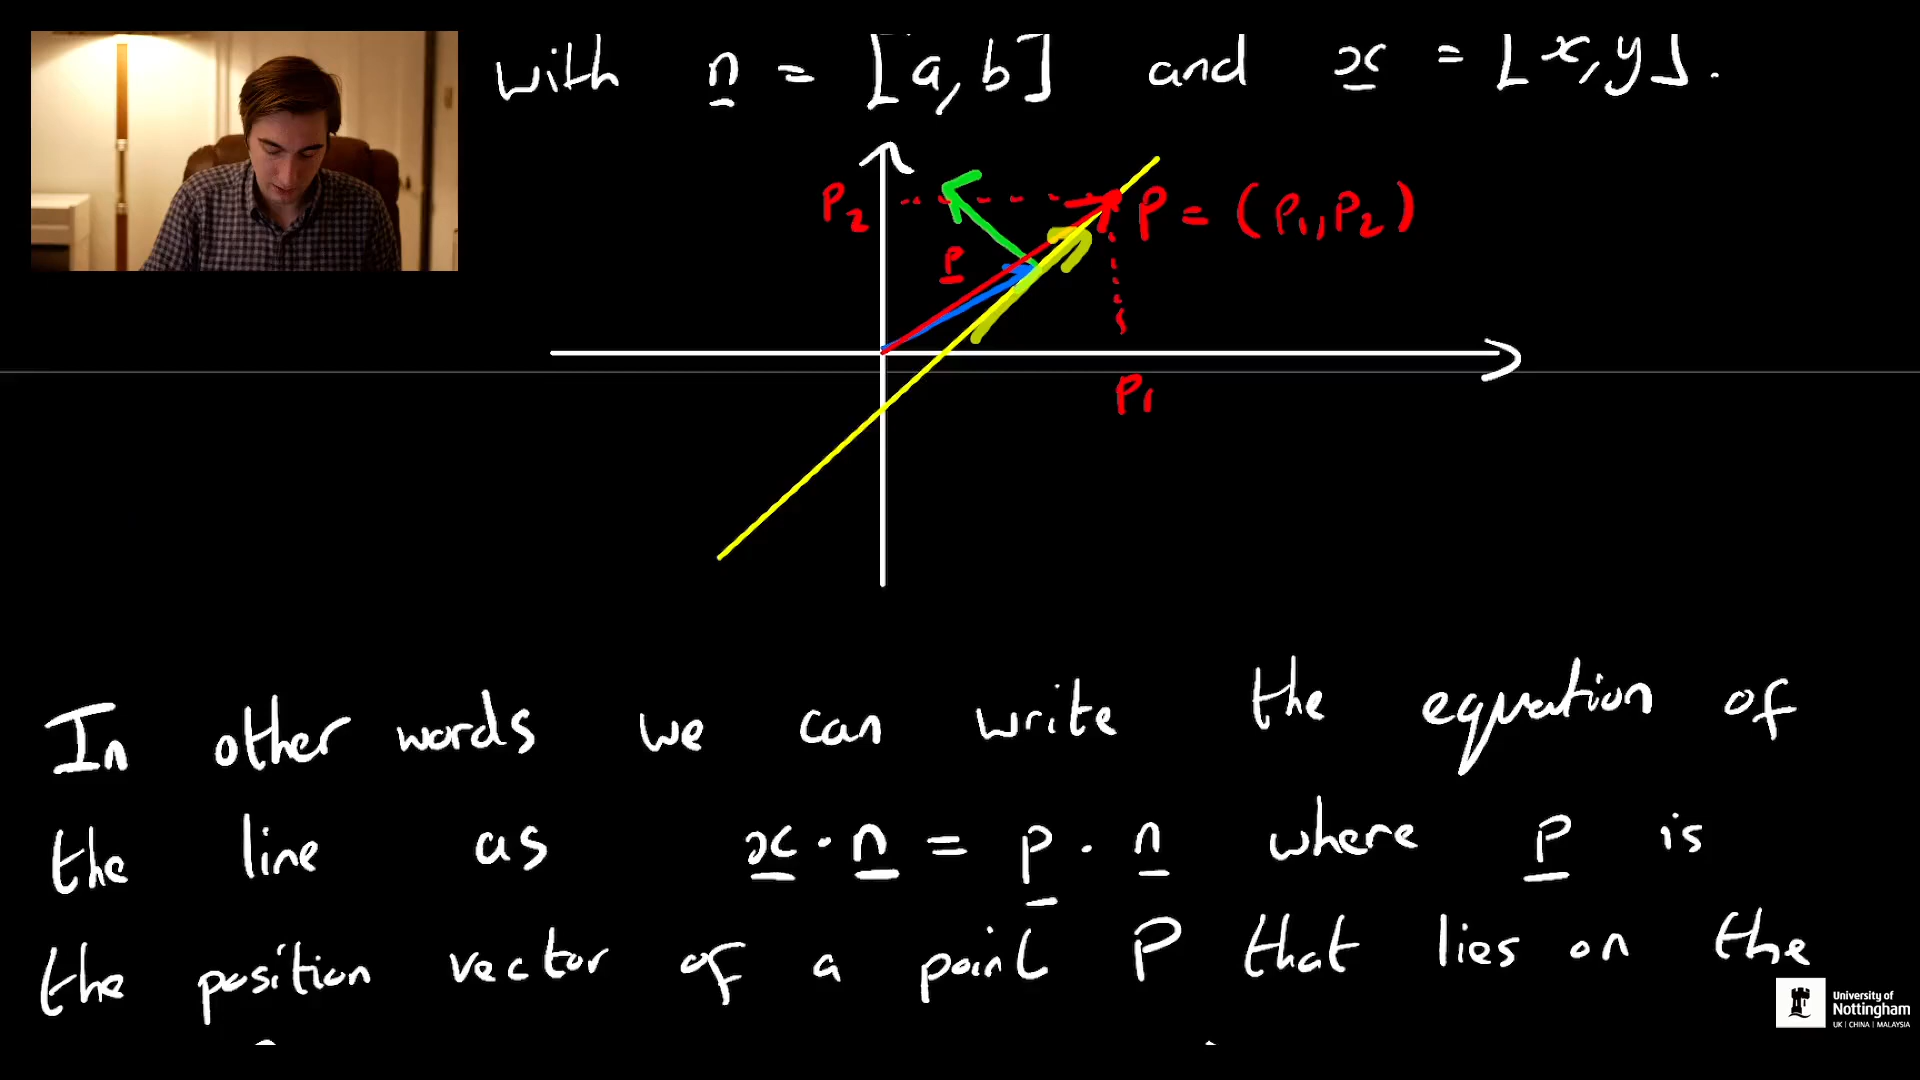 with n = [a, b] and x = [x, y].
P2
P = (P1, P2)
p
P1
In other words we can write the equation of
the line as x · n = p · n where p is
the position vector of a point P that lies on the
University of
Nottingham
UK | CHINA | MALAYSIA